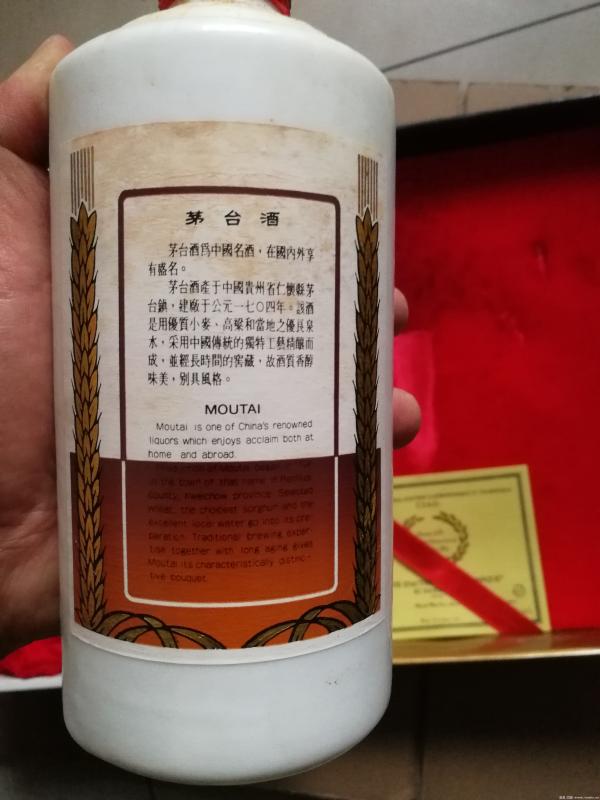 茅台酒
茅台酒爲中國名酒，在國內外享
有盛名。
茅台酒產于中國貴州省仁懷縣茅
台鎮，建廠于公元一七〇四年。該酒
是用優質小麥、高粱和當地之優良泉
水，采用中國傳統的獨特工藝精釀而
成，並經長時間的窖藏，故酒質香醇
味美，別具風格。
MOUTAI
Moutai is one of China's renowned
liquors which enjoys acclaim both at
home and abroad.
Production of Moutai began in
in the town of that name in Renhuai
county, Kweichow province. Selected
wheat, the choicest sorghum and the
excellent local water go into its pre-
paration. Traditional brewing exper-
tise together with long aging gives
Moutai its characteristically distinc-
tive bouquet.